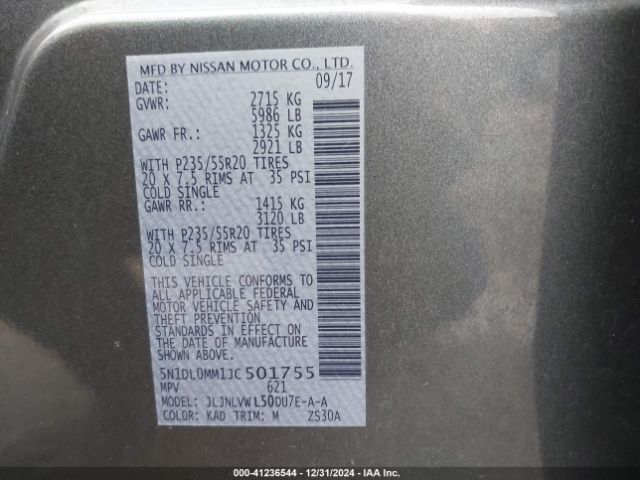 MFD BY NISSAN MOTOR CO., LTD.
DATE: 09/17
GVWR: 2715 KG
5986 LB
GAWR FR.: 1325 KG
2921 LB
WITH P235/55R20 TIRES
20 X 7.5 RIMS AT 35 PSI
COLD SINGLE
GAWR RR.: 1415 KG
3120 LB
WITH P235/55R20 TIRES
20 X 7.5 RIMS AT 35 PSI
COLD SINGLE
THIS VEHICLE CONFORMS TO
ALL APPLICABLE FEDERAL
MOTOR VEHICLE SAFETY AND
THEFT PREVENTION
STANDARDS IN EFFECT ON
THE DATE OF MANUFACTURE
SHOWN ABOVE.
5N1DL0MM1JC501755
MPV 621
MODEL: JLJNLVWL50DU7E-A-A
COLOR: KAD TRIM: M ZS30A
000-41236544 - 12/31/2024 - IAA Inc.